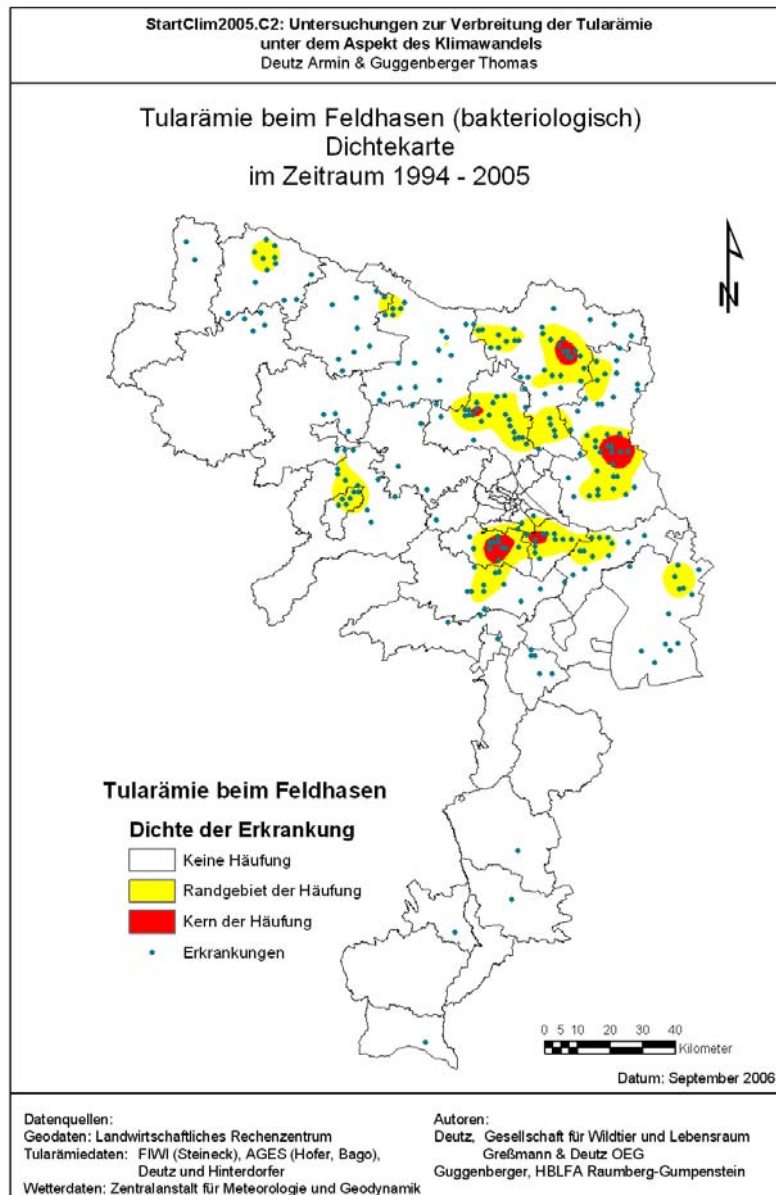 StartClim2005.C2: Untersuchungen zur Verbreitung der Tularämie
unter dem Aspekt des Klimawandels
Deutz Armin & Guggenberger Thomas
Tularämie beim Feldhasen (bakteriologisch)
Dichtekarte
im Zeitraum 1994 - 2005
N
Tularämie beim Feldhasen
Dichte der Erkrankung
Keine Häufung
Randgebiet der Häufung
Kern der Häufung
Erkrankungen
0 5 10 20 30 40
Kilometer
Datum: September 2006
Datenquellen:
Geodaten: Landwirtschaftliches Rechenzentrum
Tularämiedaten: FIWI (Steineck), AGES (Hofer, Bago),
Deutz und Hinterdorfer
Wetterdaten: Zentralanstalt für Meteorologie und Geodynamik
Autoren:
Deutz, Gesellschaft für Wildtier und Lebensraum
Greßmann & Deutz OEG
Guggenberger, HBLFA Raumberg-Gumpenstein